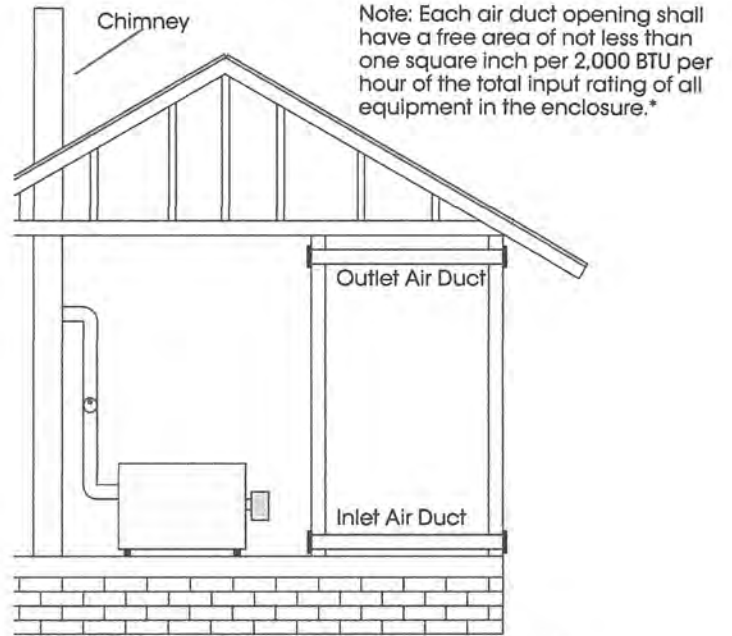 Chimney
Note: Each air duct opening shall
have a free area of not less than
one square inch per 2,000 BTU per
hour of the total input rating of all
equipment in the enclosure.*
Outlet Air Duct
Inlet Air Duct